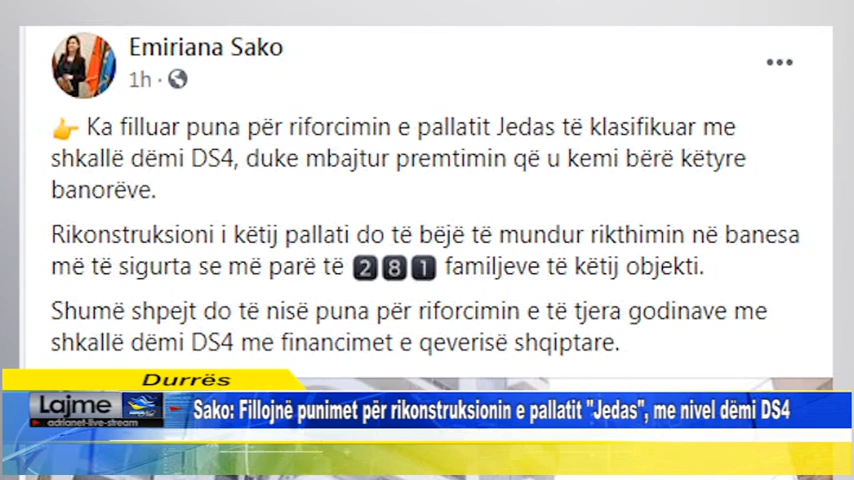 Emiriana Sako
1h ·
👉 Ka filluar puna për riforcimin e pallatit Jedas të klasifikuar me
shkallë dëmi DS4, duke mbajtur premtimin që u kemi bërë këtyre
banorëve.
Rikonstruksioni i këtij pallati do të bëjë të mundur rikthimin në banesa
më të sigurta se më parë të 2️⃣8️⃣1️⃣ familjeve të këtij objekti.
Shumë shpejt do të nisë puna për riforcimin e të tjera godinave me
shkallë dëmi DS4 me financimet e qeverisë shqiptare.
Durrës
Lajme
adrianet-live-stream
Sako: Fillojnë punimet për rikonstruksionin e pallatit "Jedas", me nivel dëmi DS4